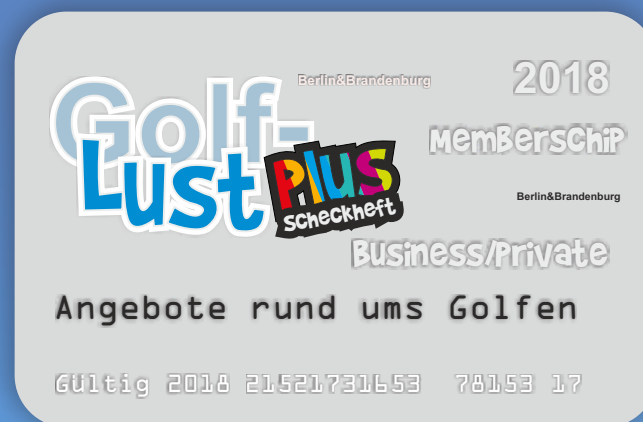 Berlin&Brandenburg
2018
Golf-
Lust
Plus
Scheckheft
MemBersChiP
Berlin&Brandenburg
Business/Private
Angebote rund ums Golfen
Gültig 2018 21521731653 78153 17